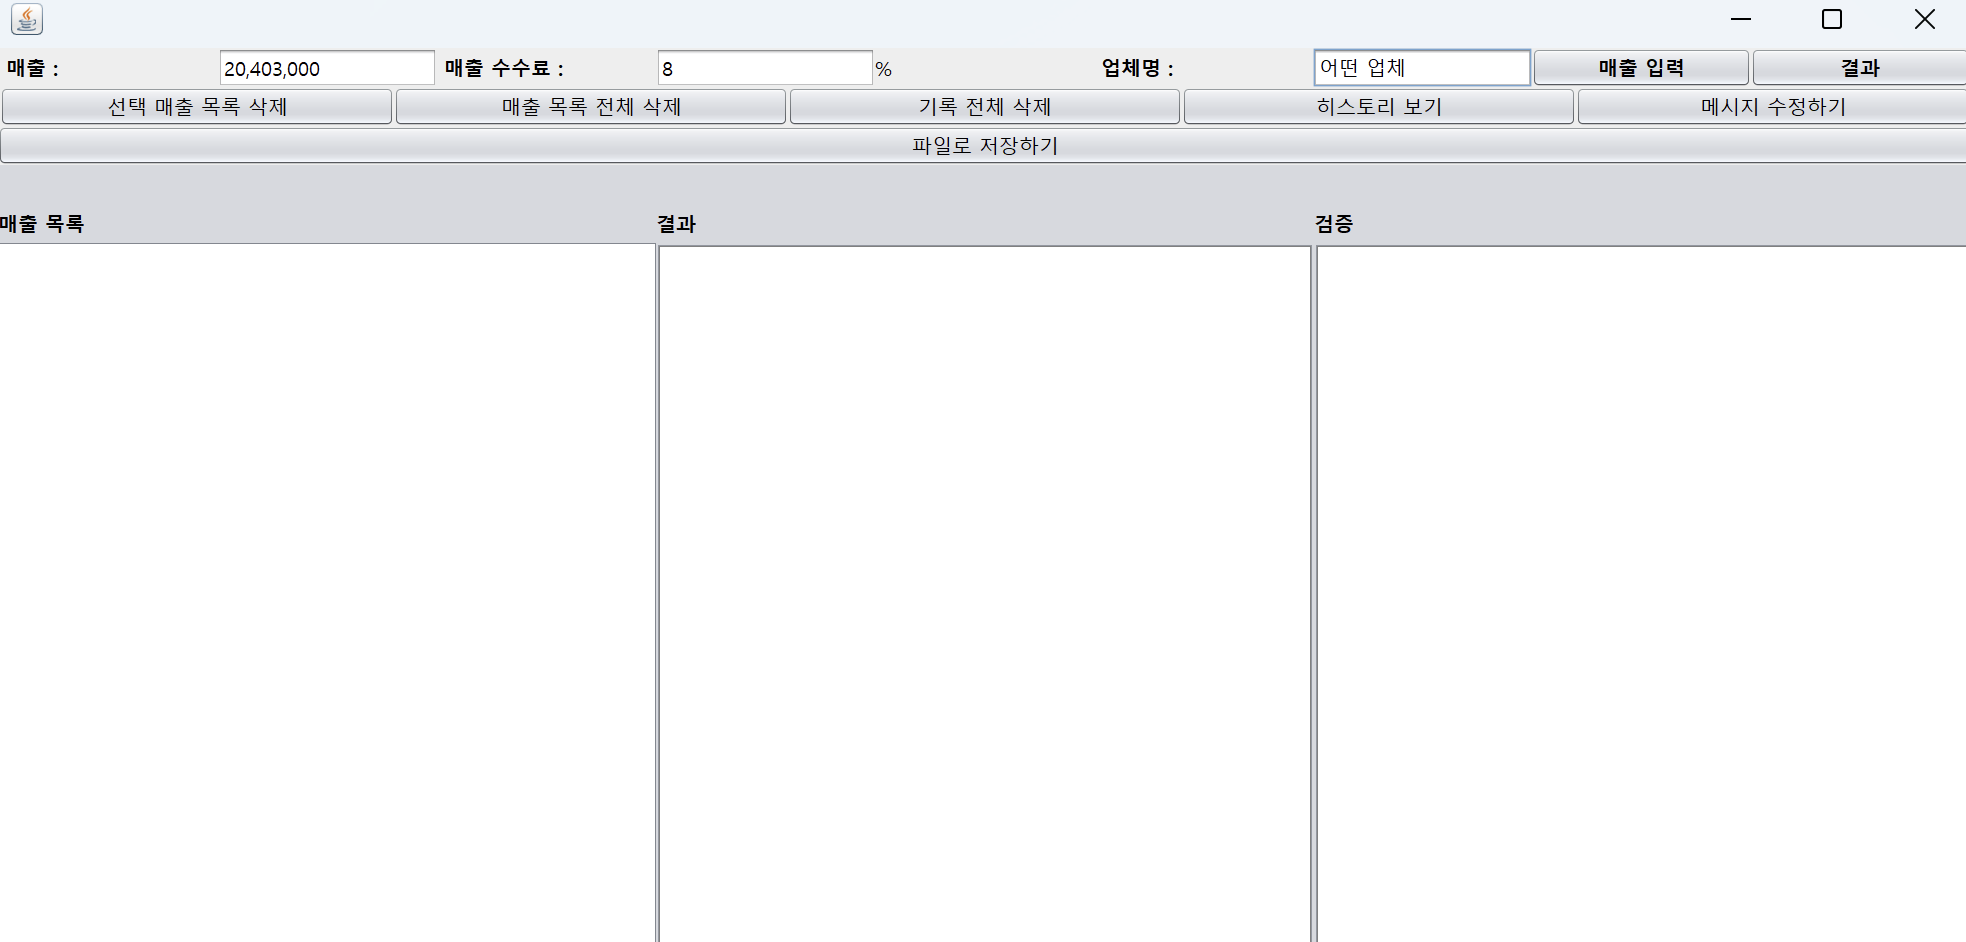 매출 : 20,403,000 매출 수수료 : 8 % 업체명 : 어떤 업체 매출 입력 결과
선택 매출 목록 삭제 매출 목록 전체 삭제 기록 전체 삭제 히스토리 보기 메시지 수정하기
파일로 저장하기
매출 목록 결과 검증